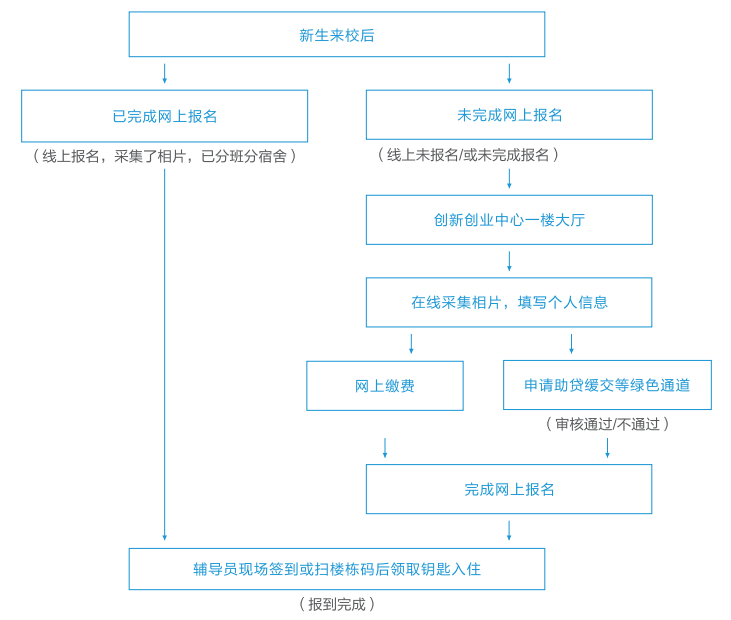 新生来校后
已完成网上报名
未完成网上报名
（线上报名，采集了相片，已分班分宿舍）
（线上未报名/或未完成报名）
创新创业中心一楼大厅
在线采集相片，填写个人信息
网上缴费
申请助贷缓交等绿色通道
（审核通过/不通过）
完成网上报名
辅导员现场签到或扫楼栋码后领取钥匙入住
（报到完成）